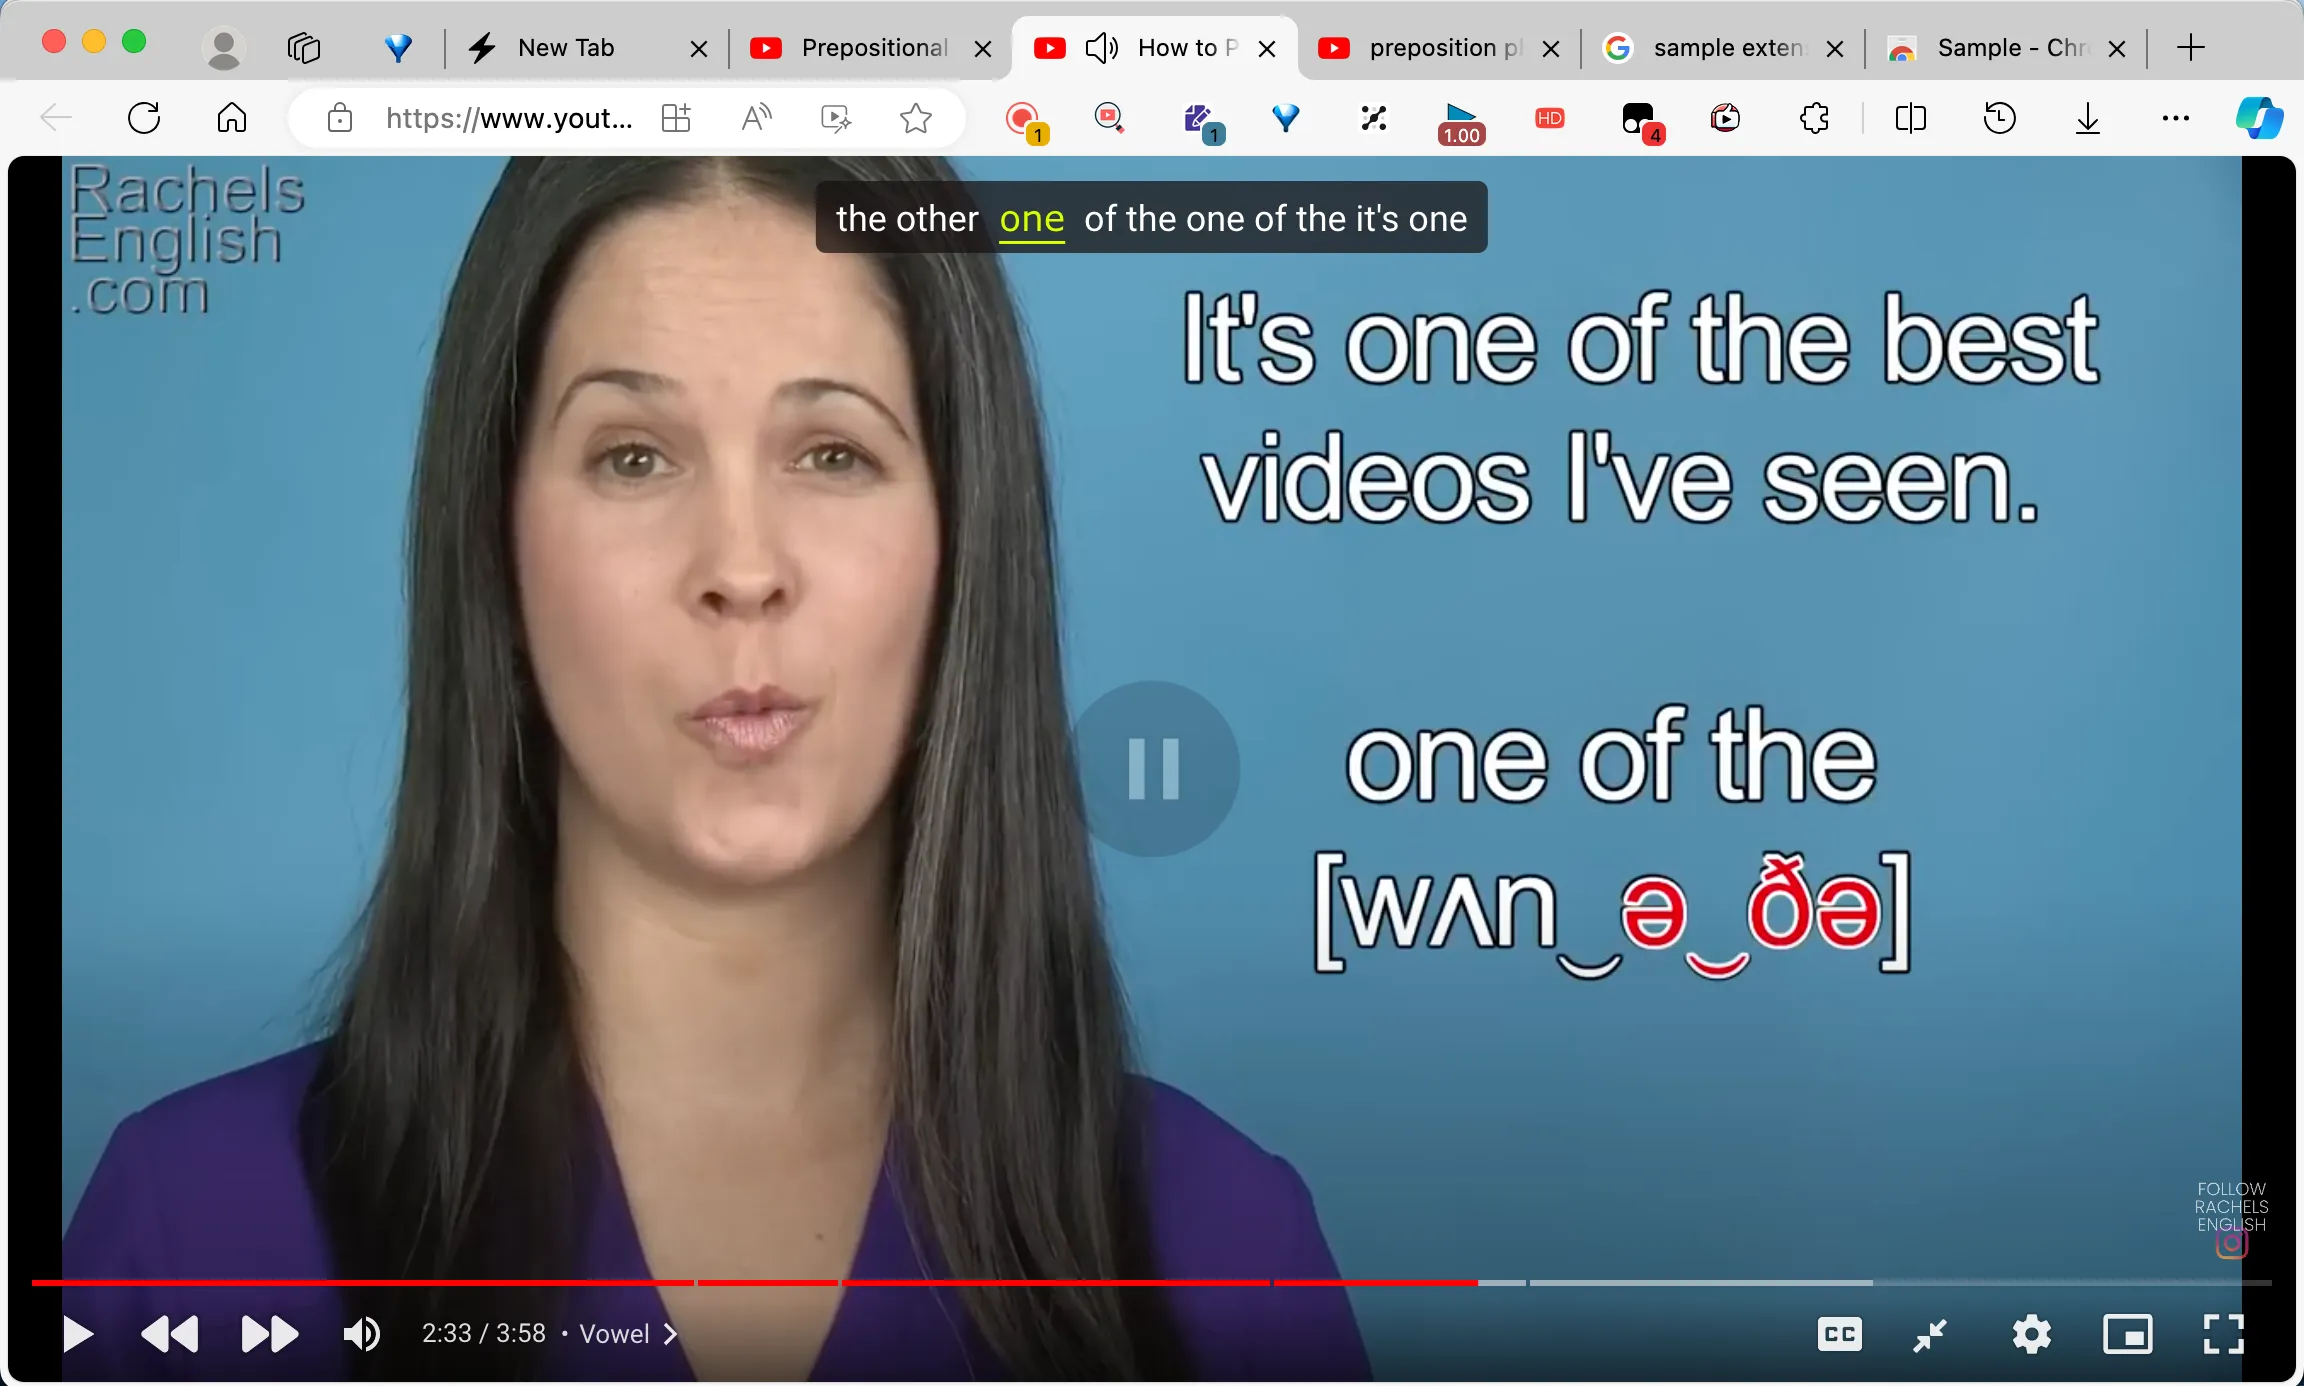 New Tab
Prepositional
How to P
preposition
sample exten
Sample - Chr
https://www.yout...
1
1
1.00
HD
4
Rachels
English
.com
the other one of the one of the it's one
It's one of the best
videos I've seen.
one of the
[wʌn‿ə‿ðə]
FOLLOW
RACHELS
ENGLISH
2:33 / 3:58 • Vowel
CC